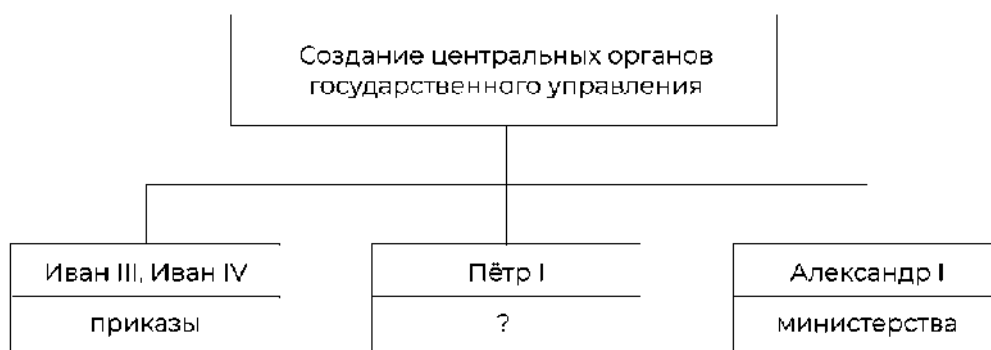 Создание центральных органов
государственного управления
Иван III, Иван IV
приказы
Пётр I
?
Александр I
министерства